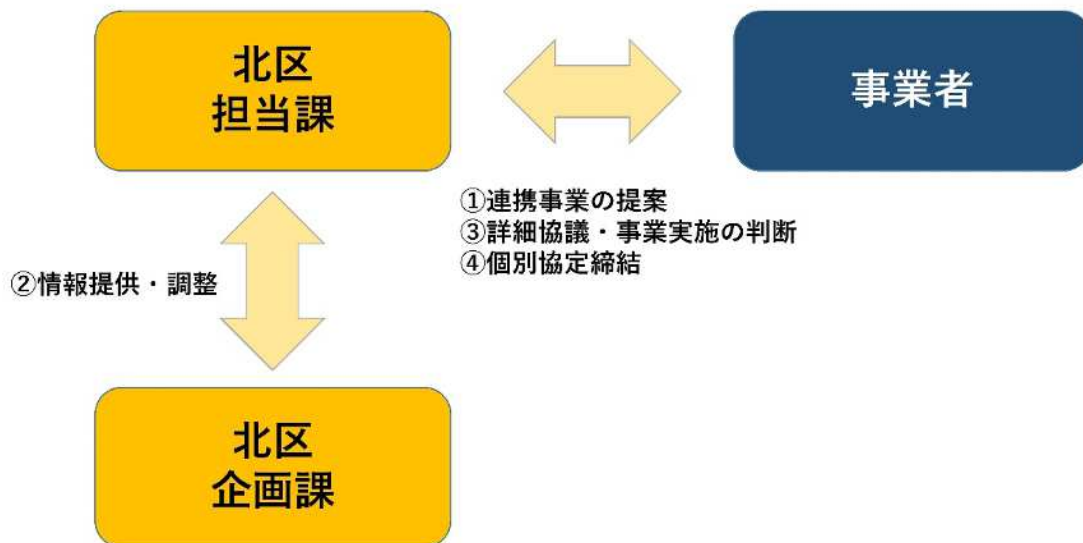 北区
担当課
事業者
①連携事業の提案
③詳細協議・事業実施の判断
④個別協定締結
②情報提供・調整
北区
企画課